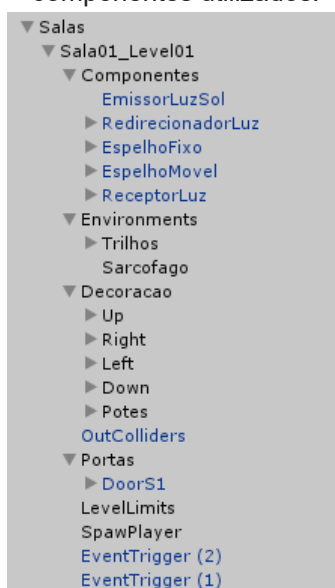 componentes utilizados.
Salas
Sala01_Level01
Componentes
EmissorLuzSol
RedirecionadorLuz
EspelhoFixo
EspelhoMovel
ReceptorLuz
Environments
Trilhos
Sarcofago
Decoracao
Up
Right
Left
Down
Potes
OutColliders
Portas
DoorS1
LevelLimits
SpawPlayer
EventTrigger (2)
EventTrigger (1)